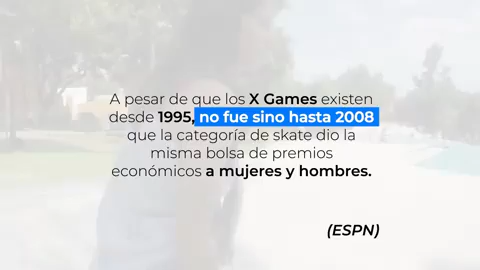 A pesar de que los X Games existen
desde 1995, no fue sino hasta 2008
que la categoría de skate dio la
misma bolsa de premios
económicos a mujeres y hombres.
(ESPN)